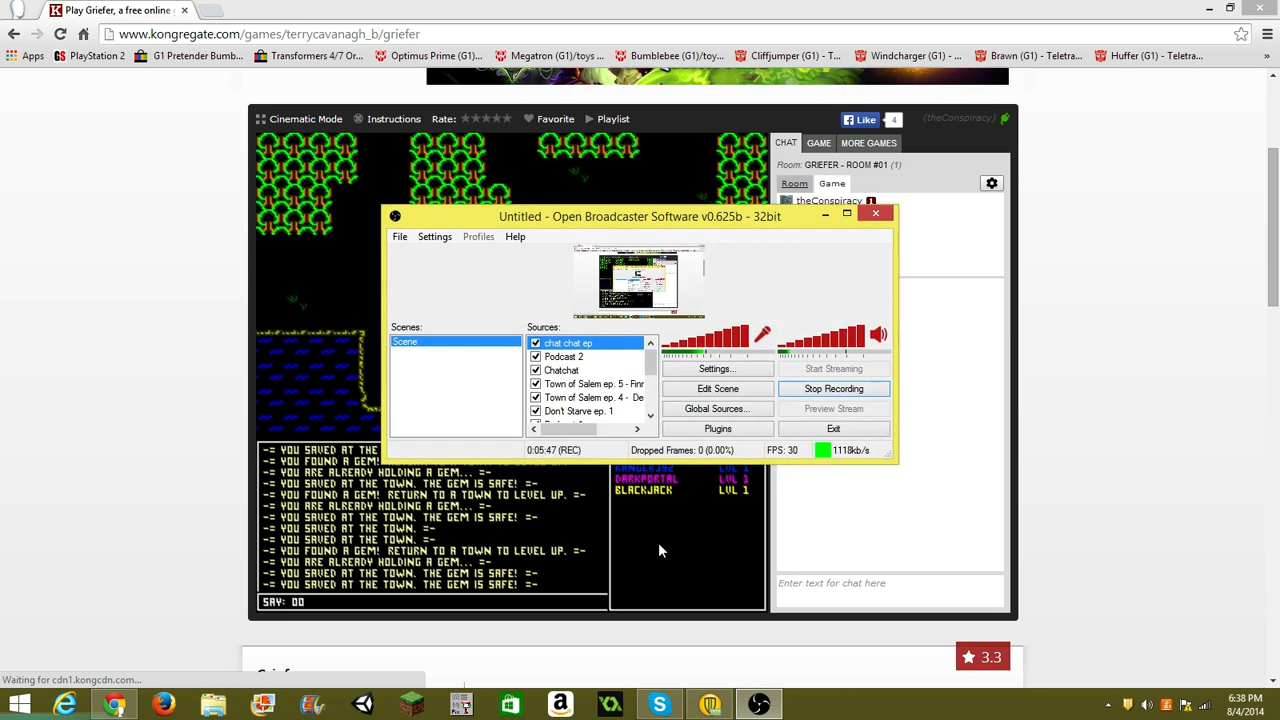 Play Griefer, a free online
www.kongregate.com/games/terrycavanagh_b/griefer
Apps
PlayStation 2
G1 Pretender Bumb...
Transformers 4/7 Or...
Optimus Prime (G1)...
Megatron (G1)/toys ...
Bumblebee (G1)/toy...
Cliffjumper (G1) - T...
Windcharger (G1) - ...
Brawn (G1) - Teletra...
Huffer (G1) - Teletra...
»
Cinematic Mode
Instructions
Rate:
Favorite
Playlist
Like
4
(theConspiracy)
CHAT
GAME
MORE GAMES
Room: GRIEFER - ROOM #01 (1)
Room
Game
theConspiracy 1
Untitled - Open Broadcaster Software v0.625b - 32bit
File
Settings
Profiles
Help
Scenes:
Scene
Sources:
chat chat ep
Podcast 2
Chatchat
Town of Salem ep. 5 - Finr
Town of Salem ep. 4 - De
Don't Starve ep. 1
Settings...
Start Streaming
Edit Scene
Stop Recording
Global Sources...
Preview Stream
Plugins
Exit
0:05:47 (REC)
Dropped Frames: 0 (0.00%)
FPS: 30
1118kb/s
-= YOU SAVED AT THE
-= YOU FOUND A GEM!
-= YOU ARE ALREADY HOLDING A GEM... =-
-= YOU SAVED AT THE TOWN. THE GEM IS SAFE! =-
-= YOU FOUND A GEM! RETURN TO A TOWN TO LEVEL UP. =-
-= YOU ARE ALREADY HOLDING A GEM... =-
-= YOU SAVED AT THE TOWN. THE GEM IS SAFE! =-
-= YOU SAVED AT THE TOWN. =-
-= YOU SAVED AT THE TOWN. =-
-= YOU FOUND A GEM! RETURN TO A TOWN TO LEVEL UP. =-
-= YOU ARE ALREADY HOLDING A GEM... =-
-= YOU SAVED AT THE TOWN. THE GEM IS SAFE! =-
-= YOU SAVED AT THE TOWN. THE GEM IS SAFE! =-
SAY: OO
RANGER392 LVL 1
DARKPORTAL LVL 1
BLACKJACK LVL 1
Enter text for chat here
3.3
Waiting for cdn1.kongcdn.com...
6:38 PM
8/4/2014